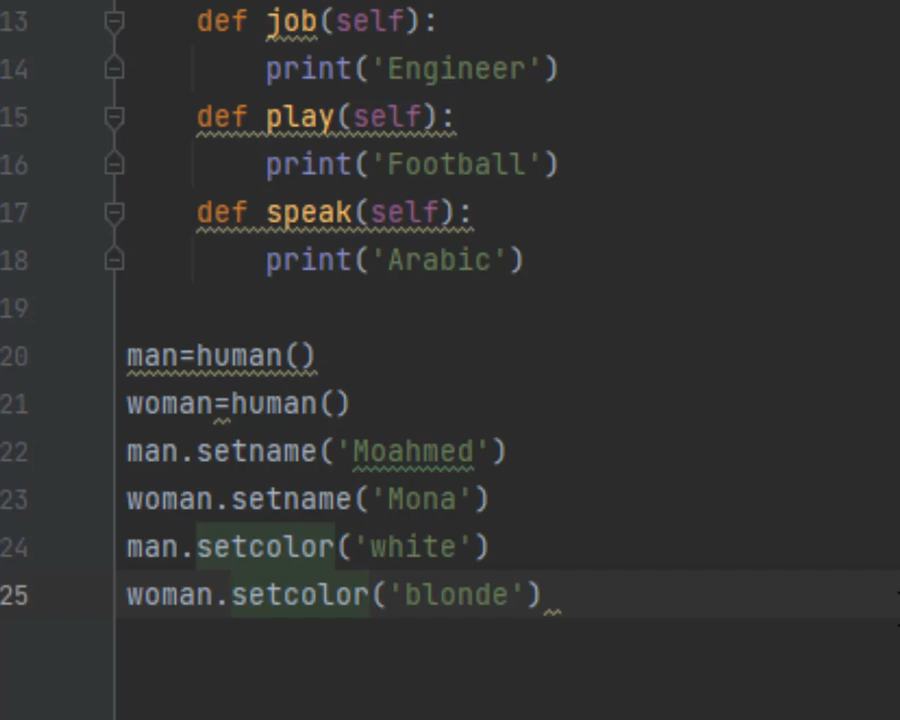 13 def job(self):
14 print('Engineer')
15 def play(self):
16 print('Football')
17 def speak(self):
18 print('Arabic')
19
20 man=human()
21 woman=human()
22 man.setname('Moahmed')
23 woman.setname('Mona')
24 man.setcolor('white')
25 woman.setcolor('blonde')